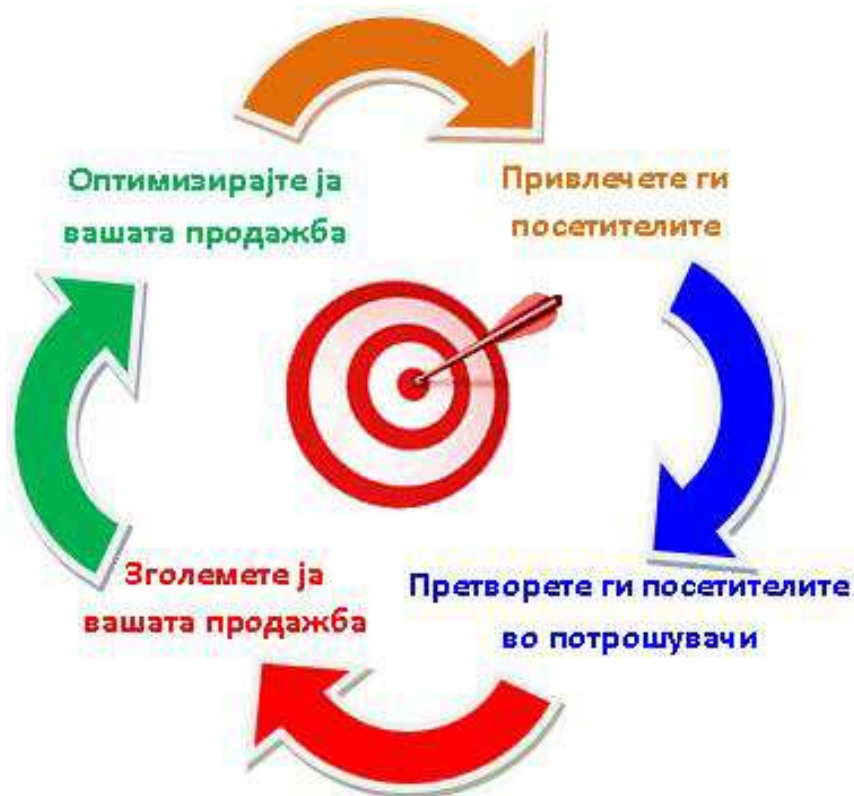 Оптимизирајте ја
вашата продажба
Привлечете ги
посетителите
Зголемете ја
вашата продажба
Претворете ги посетителите
во потрошувачи